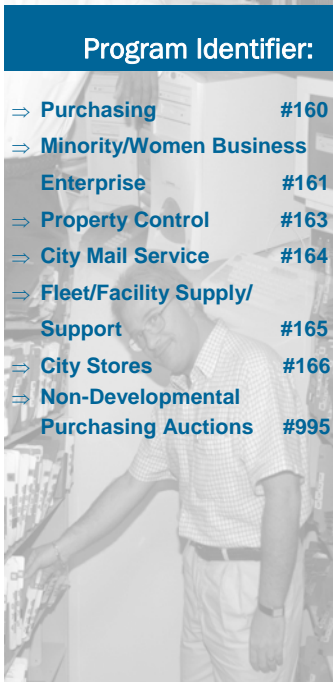 Program Identifier:
⇒ Purchasing #160
⇒ Minority/Women Business
Enterprise #161
⇒ Property Control #163
⇒ City Mail Service #164
⇒ Fleet/Facility Supply/
Support #165
⇒ City Stores #166
⇒ Non-Developmental
Purchasing Auctions #995